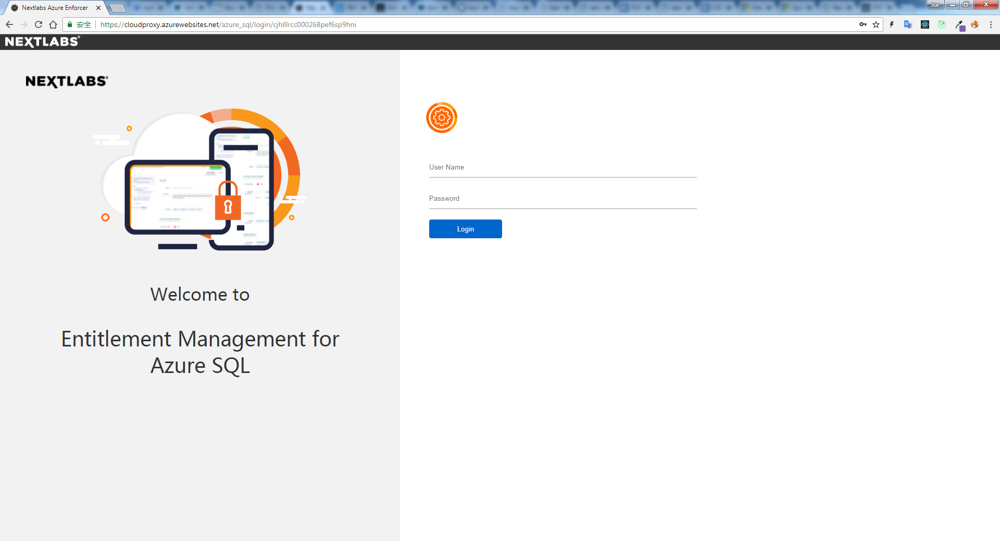 Nextlabs Azure Enforcer
Joe
安全
https://cloudproxy.azurewebsites.net/azure_sql/login/cjhlllrcc000268pef6sp9hni
NEXTLABS®
NEXTLABS®
User Name
Password
Login
Welcome to
Entitlement Management for
Azure SQL